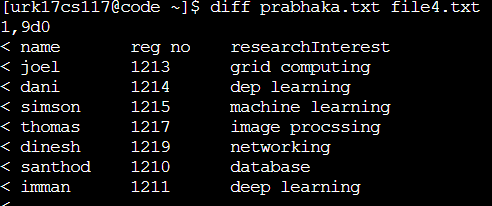 [urk17cs117@code ~]$ diff prabhaka.txt file4.txt
1,9d0
< name reg no researchInterest
< joel 1213 grid computing
< dani 1214 dep learning
< simson 1215 machine learning
< thomas 1217 image procssing
< dinesh 1219 networking
< santhod 1210 database
< imman 1211 deep learning
<